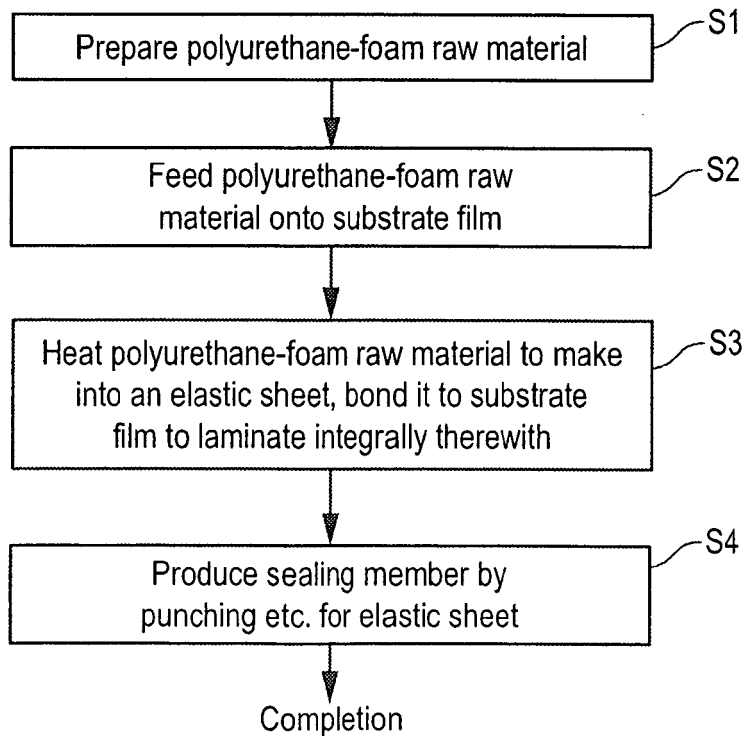 Prepare polyurethane-foam raw material
S1
Feed polyurethane-foam raw
material onto substrate film
S2
Heat polyurethane-foam raw material to make
into an elastic sheet, bond it to substrate
film to laminate integrally therewith
S3
Produce sealing member by
punching etc. for elastic sheet
S4
Completion